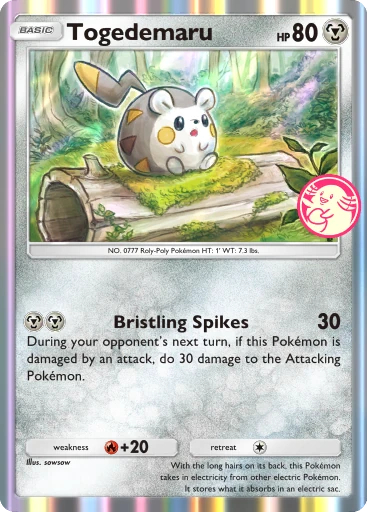 BASIC Togedemaru HP 80
NO. 0777 Roly-Poly Pokémon HT: 1' WT: 7.3 lbs.
Bristling Spikes 30
During your opponent's next turn, if this Pokémon is
damaged by an attack, do 30 damage to the Attacking
Pokémon.
weakness +20 retreat
Illus. sowsow
With the long hairs on its back, this Pokémon
takes in electricity from other electric Pokémon.
It stores what it absorbs in an electric sac.